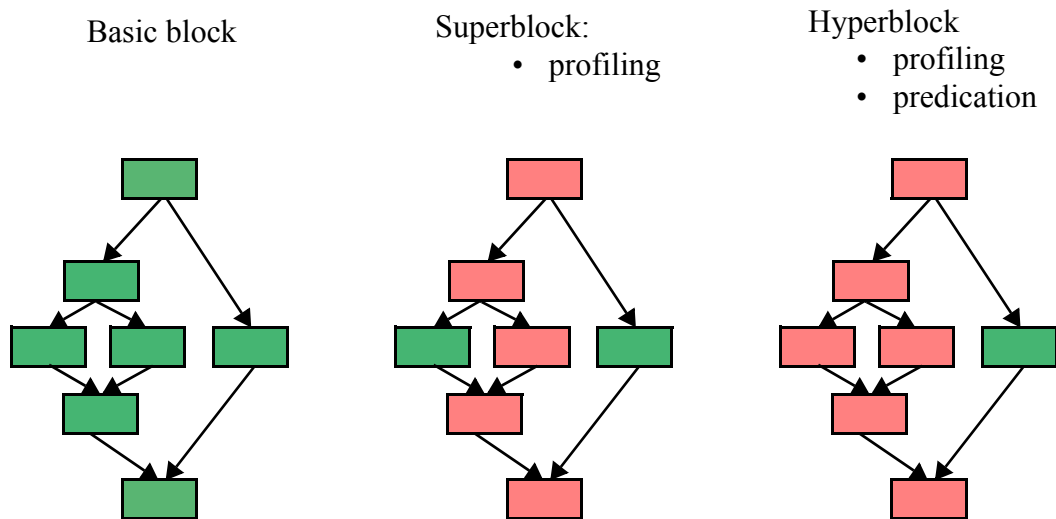 Basic block
Superblock:
• profiling
Hyperblock
• profiling
• predication